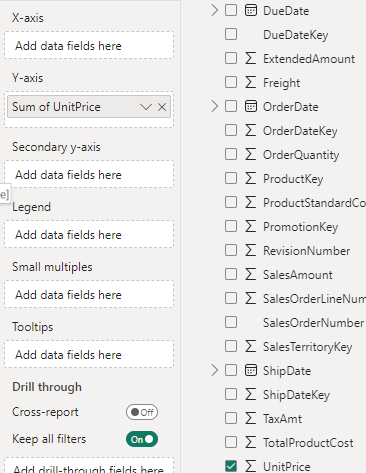 X-axis
Add data fields here
Y-axis
Sum of UnitPrice
Secondary y-axis
Add data fields here
Legend
Add data fields here
Small multiples
Add data fields here
Tooltips
Add data fields here
Drill through
Cross-report
Off
Keep all filters
On
Add drill-through fields here
e]
DueDate
DueDateKey
ExtendedAmount
Freight
OrderDate
OrderDateKey
OrderQuantity
ProductKey
ProductStandardCo
PromotionKey
RevisionNumber
SalesAmount
SalesOrderLineNum
SalesOrderNumber
SalesTerritoryKey
ShipDate
ShipDateKey
TaxAmt
TotalProductCost
UnitPrice